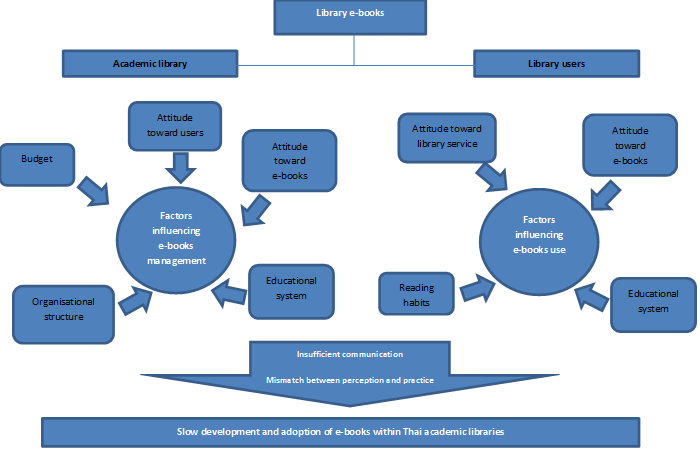 Library e-books
Academic library
Library users
Attitude
toward users
Budget
Attitude
toward
e-books
Factors
influencing
e-books
management
Organisational
structure
Educational
system
Attitude toward
library service
Attitude
toward
e-books
Factors
influencing
e-books use
Reading
habits
Educational
system
Insufficient communication
Mismatch between perception and practice
Slow development and adoption of e-books within Thai academic libraries